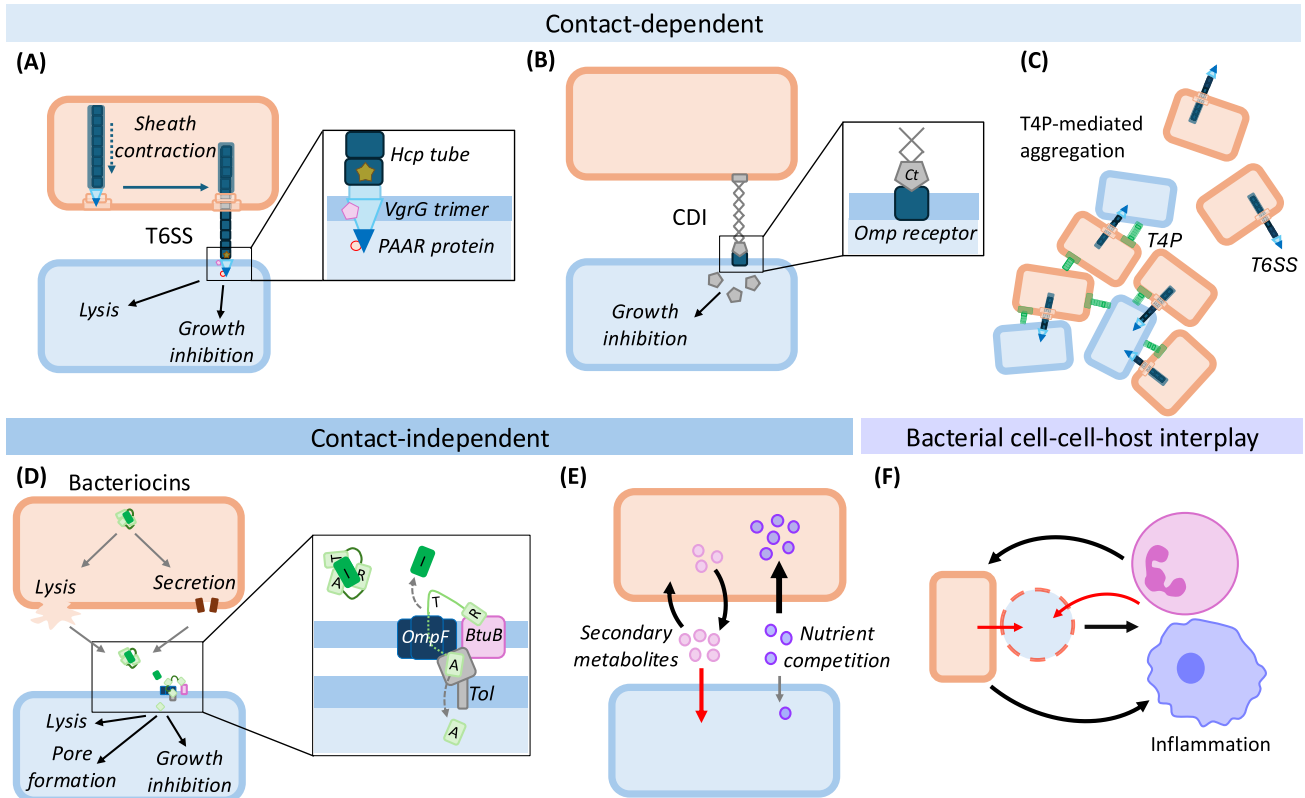 Contact-dependent
(A)
Sheath
contraction
T6SS
Lysis
Growth
inhibition
Hcp tube
VgrG trimer
PAAR protein
(B)
CDI
Growth
inhibition
Ct
Omp receptor
(C)
T4P-mediated
aggregation
T4P
T6SS
Contact-independent
(D)
Bacteriocins
Lysis
Secretion
Lysis
Pore
formation
Growth
inhibition
T
I
R
A
I
T
R
OmpF
BtuB
A
Tol
A
(E)
Secondary
metabolites
Nutrient
competition
Bacterial cell-cell-host interplay
(F)
Inflammation